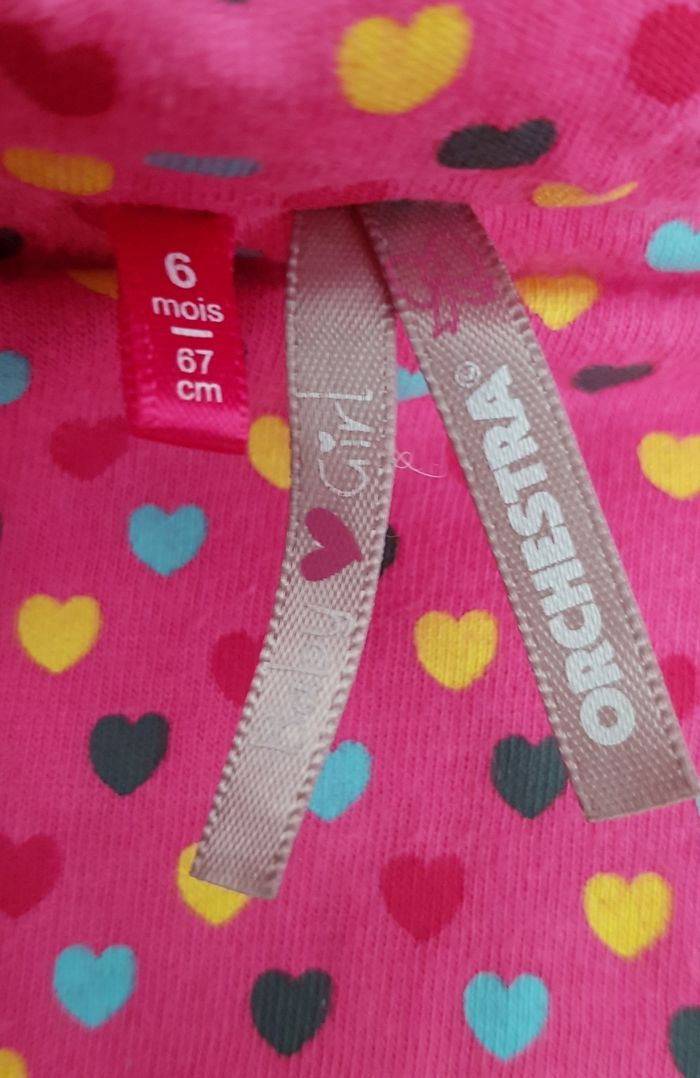 6
mois
67
cm
Baby Girl
ORCHESTRA®